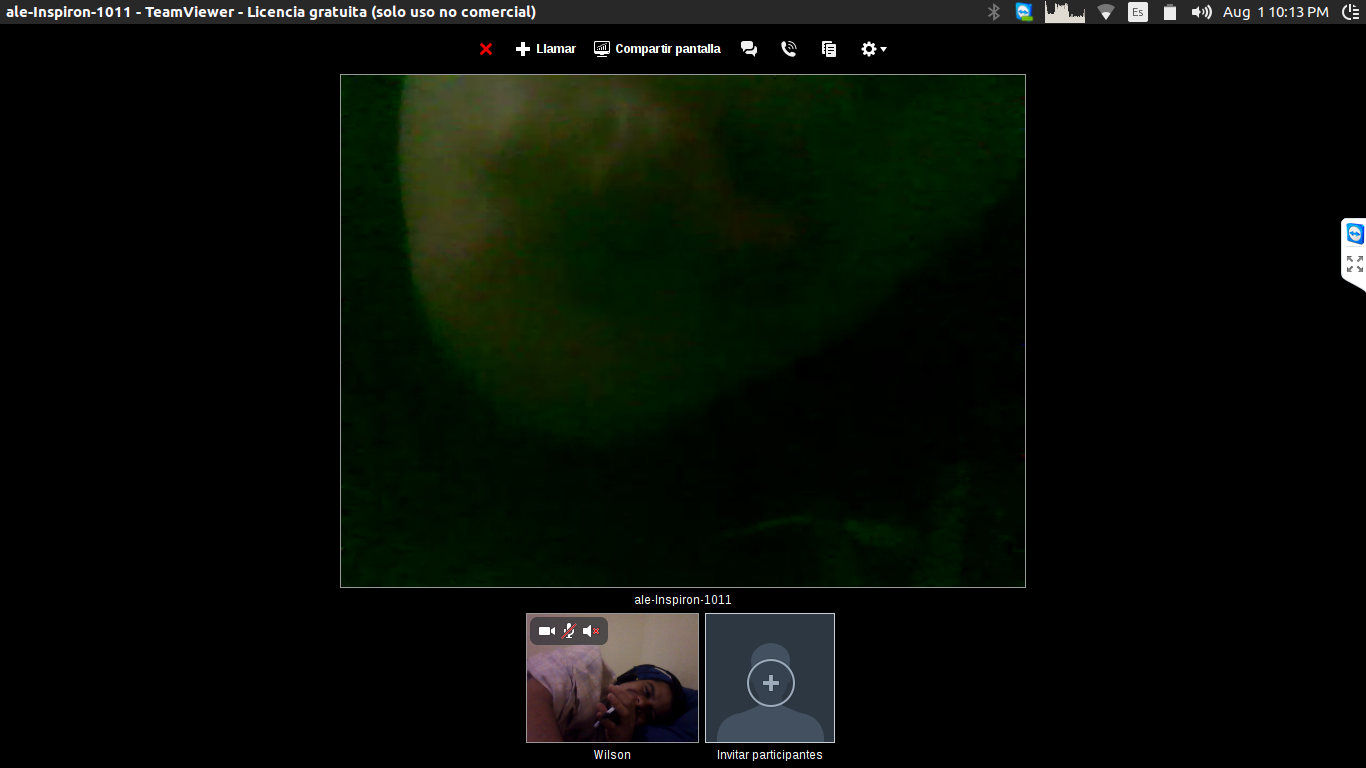 ale-Inspiron-1011 - TeamViewer - Licencia gratuita (solo uso no comercial)
Es
Aug 1 10:13 PM
Llamar
Compartir pantalla
ale-Inspiron-1011
Wilson
Invitar participantes